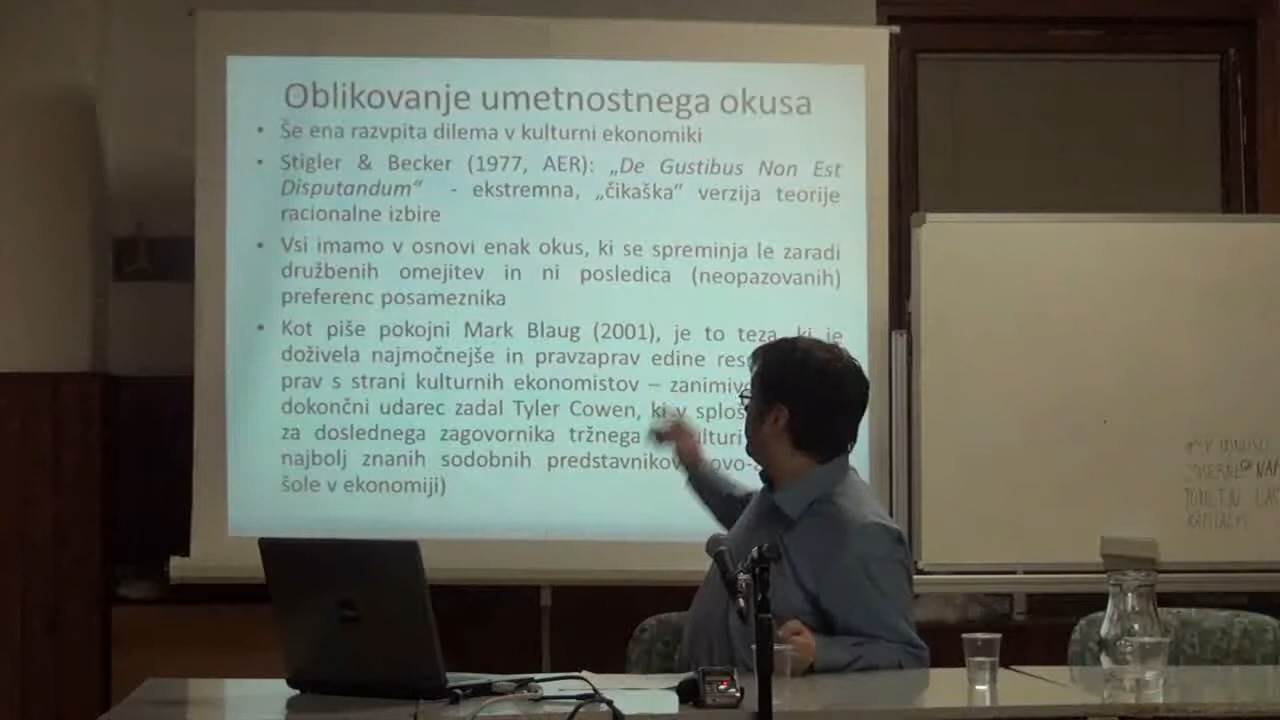 Oblikovanje umetnostnega okusa
• Še ena razvpita dilema v kulturni ekonomiki
• Stigler & Becker (1977, AER): „De Gustibus Non Est
Disputandum“ - ekstremna, „čikaška“ verzija teorije
racionalne izbire
• Vsi imamo v osnovi enak okus, ki se spreminja le zaradi
družbenih omejitev in ni posledica (neopazovanih)
preferenc posameznika
• Kot piše pokojni Mark Blaug (2001), je to teza, ki je
doživela najmočnejše in pravzaprav edine
prav s strani kulturnih ekonomistov –
dokončni udarec zadal Tyler Cowen, ki v
za doslednega zagovornika tržnega
najbolj znanih sodobnih predstavnikov
šole v ekonomiji)